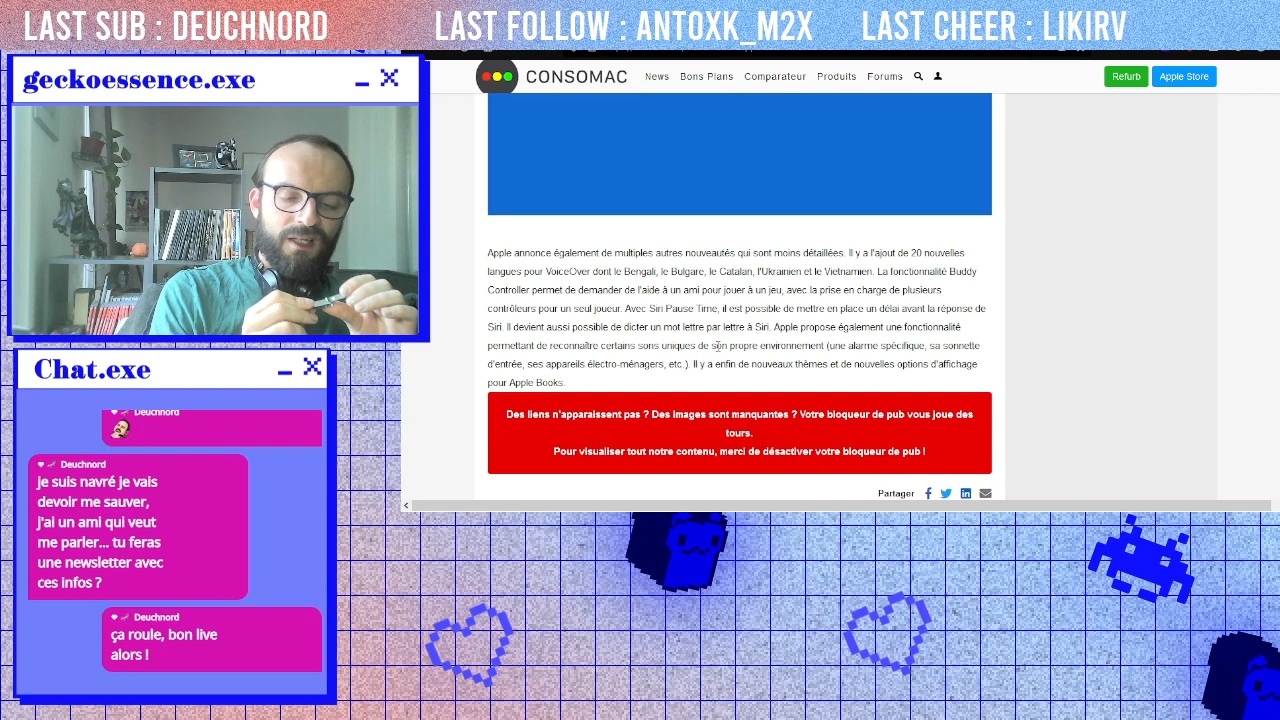 LAST SUB : DEUCHNORD
LAST FOLLOW : ANTOXK_M2X
LAST CHEER : LIKIRV
geckoessence.exe
CONSOMAC
News
Bons Plans
Comparateur
Produits
Forums
Refurb
Apple Store
Apple annonce également de multiples autres nouveautés qui sont moins détaillées. Il y a l'ajout de 20 nouvelles
langues pour VoiceOver dont le Bengali, le Bulgare, le Catalan, l'Ukranien et le Vietnamien. La fonctionnalité Buddy
Controller permet de demander de l'aide à un ami pour jouer à un jeu, avec la prise en charge de plusieurs
contrôleurs pour un seul joueur. Avec Siri Pause Time, il est possible de mettre en place un délai avant la réponse de
Siri. Il devient aussi possible de dicter un mot lettre par lettre à Siri. Apple propose également une fonctionnalité
permettant de reconnaître certains sons uniques de son propre environnement (une alarme spécifique, sa sonnette
d'entrée, ses appareils électro-ménagers, etc.). Il y a enfin de nouveaux thèmes et de nouvelles options d'affichage
pour Apple Books.
Des liens n'apparaissent pas ? Des images sont manquantes ? Votre bloqueur de pub vous joue des
tours.
Pour visualiser tout notre contenu, merci de désactiver votre bloqueur de pub !
Partager
Chat.exe
Deuchnord
Deuchnord
je suis navré je vais
devoir me sauver,
j'ai un ami qui veut
me parler... tu feras
une newsletter avec
ces infos ?
Deuchnord
ça roule, bon live
alors !